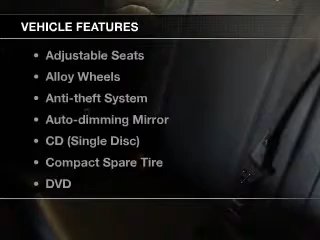 VEHICLE FEATURES
• Adjustable Seats
• Alloy Wheels
• Anti-theft System
• Auto-dimming Mirror
• CD (Single Disc)
• Compact Spare Tire
• DVD